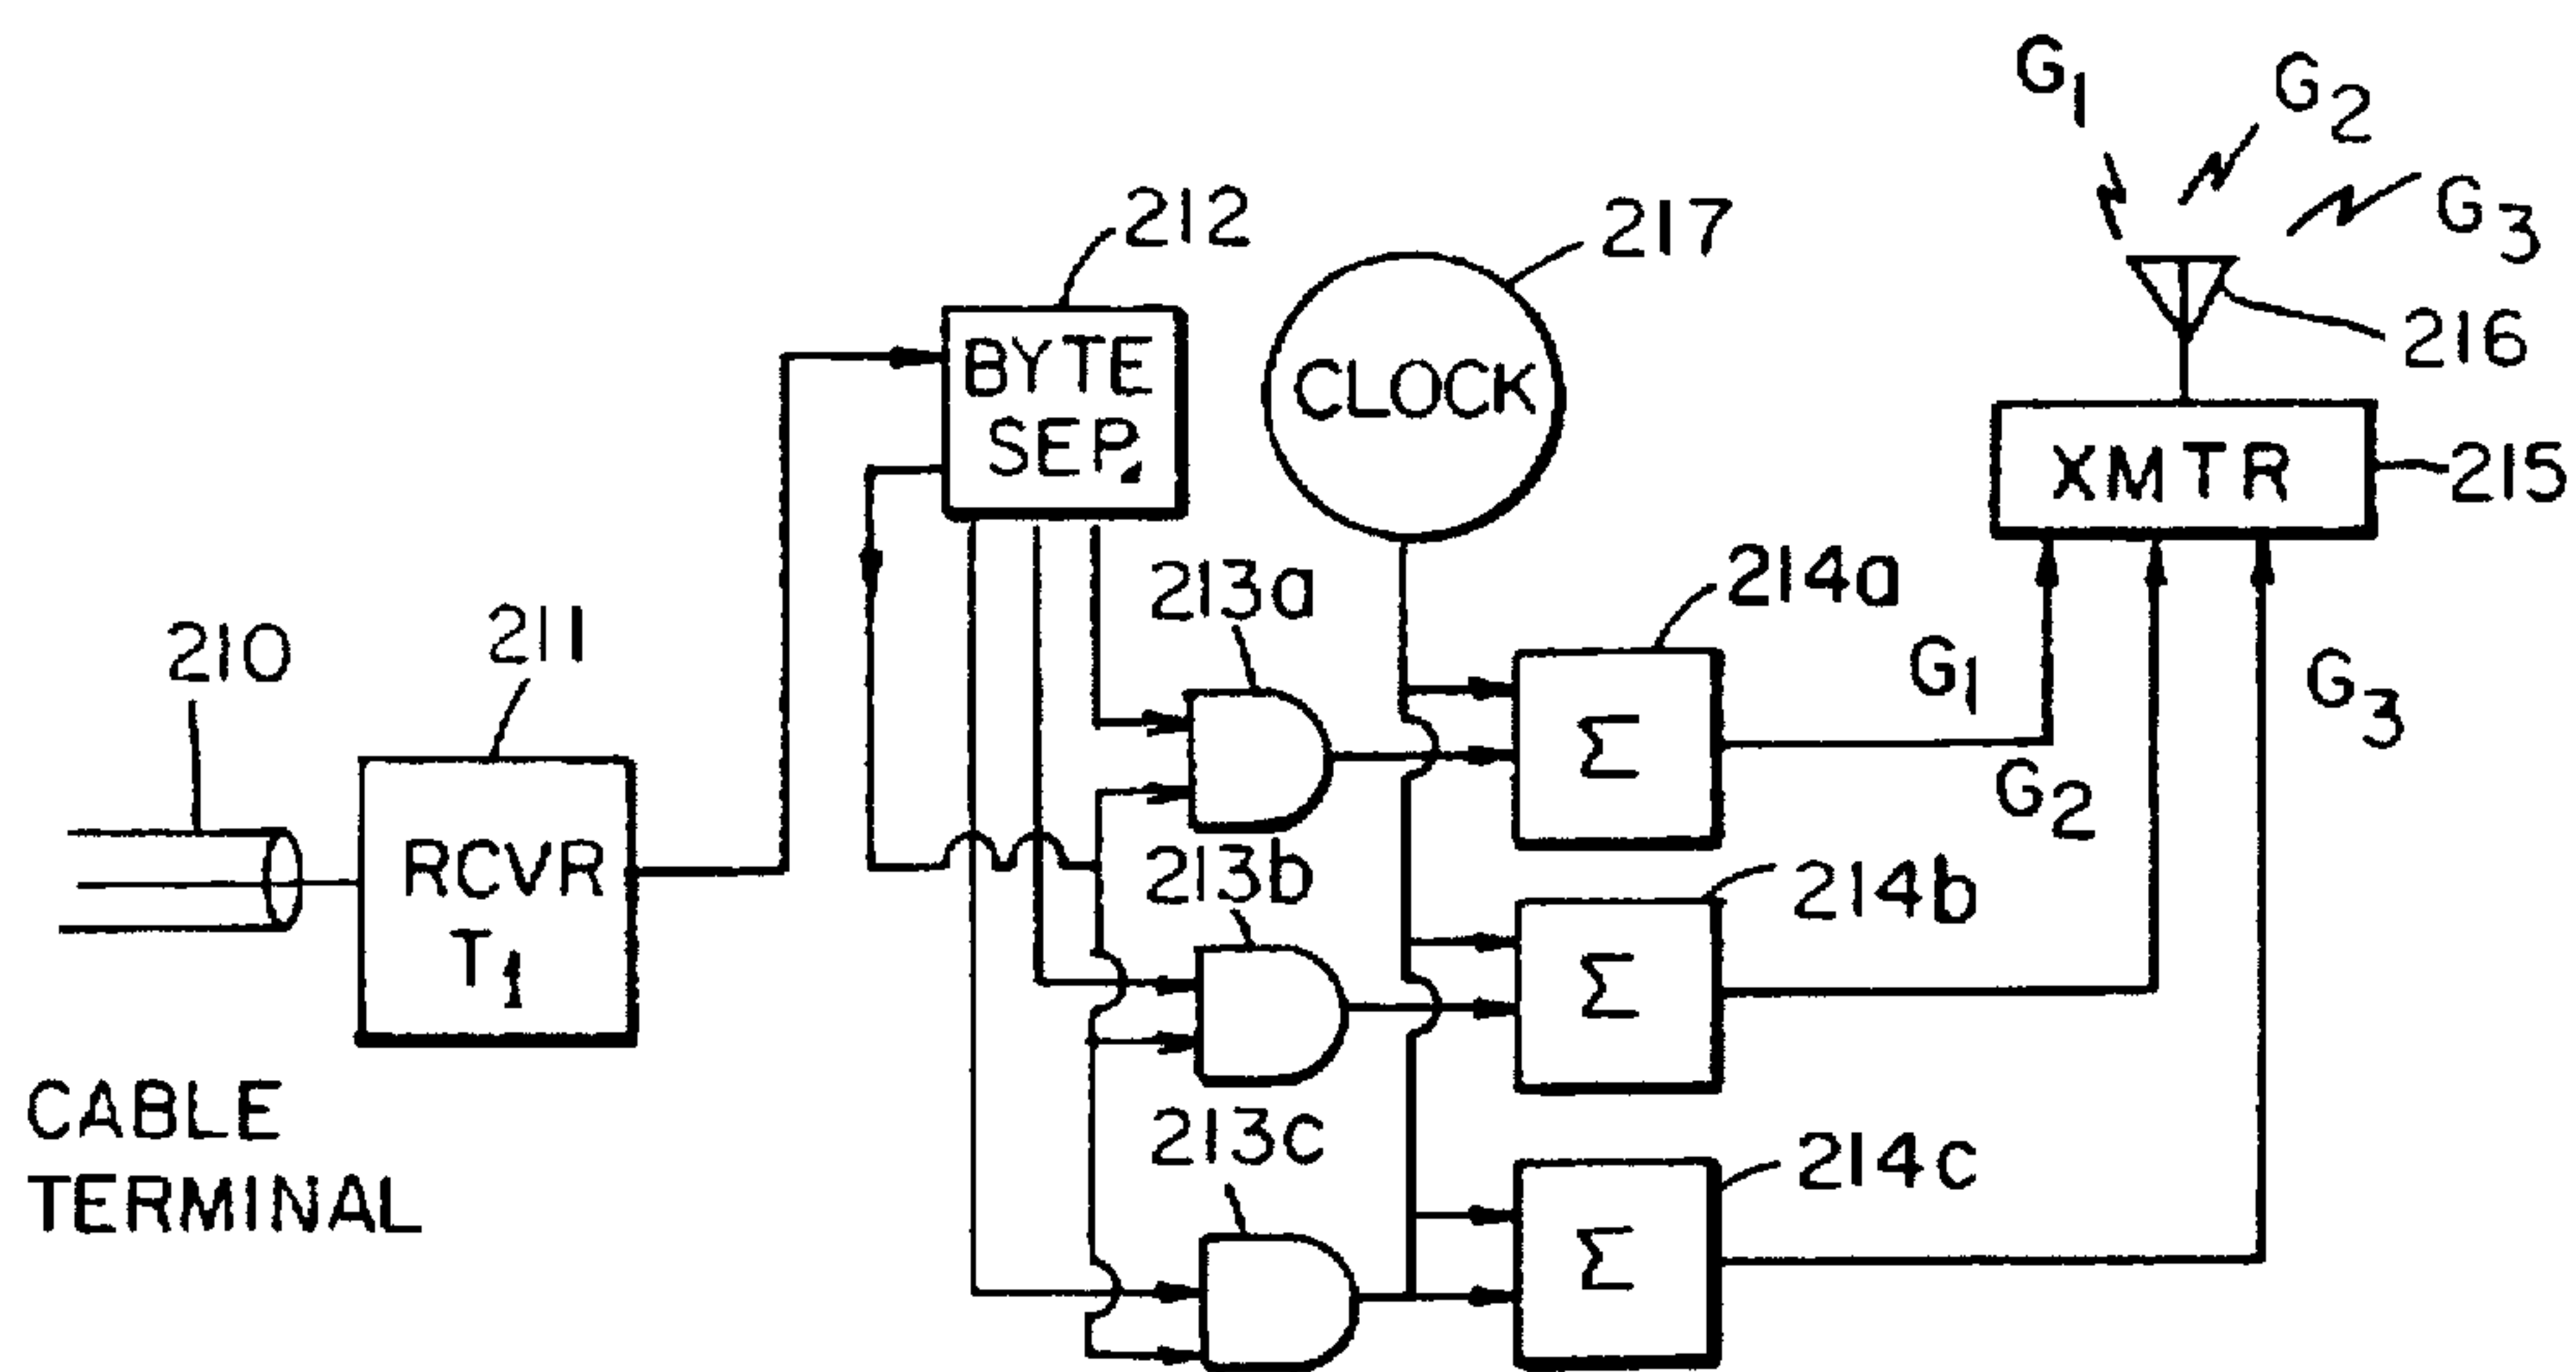 G1
G2
G3
212
217
216
BYTE
SEP.
CLOCK
XMTR
215
213a
214a
210
211
G1
G3
G2
RCVR
T1
213b
214b
CABLE
TERMINAL
213c
214c
Σ
Σ
Σ